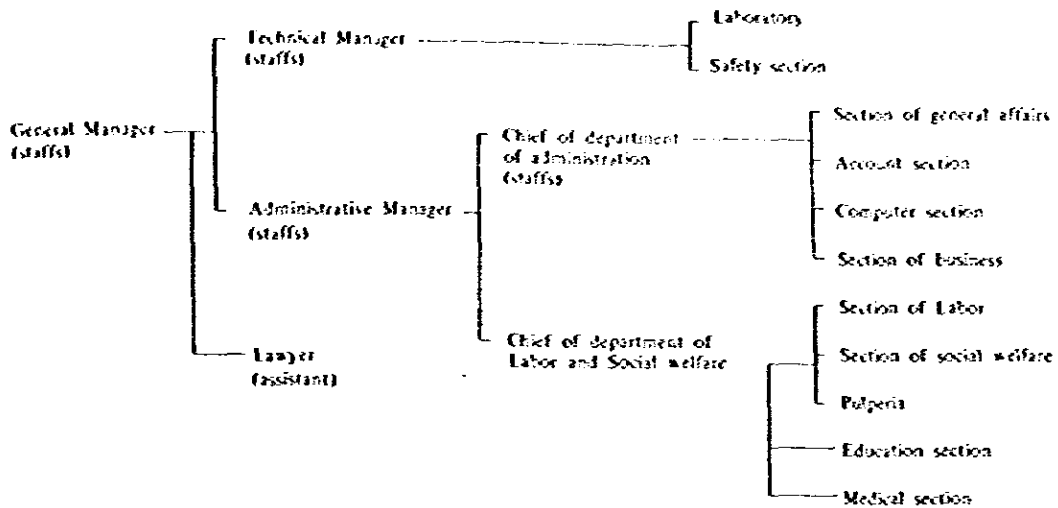 Laboratory
Technical Manager
(staffs)
Safety section
General Manager
(staffs)
Section of general affairs
Chief of department
of administration
(staffs)
Account section
Administrative Manager
(staffs)
Computer section
Section of business
Section of Labor
Chief of department of
Labor and Social welfare
Lawyer
(assistant)
Section of social welfare
Pulperia
Education section
Medical section